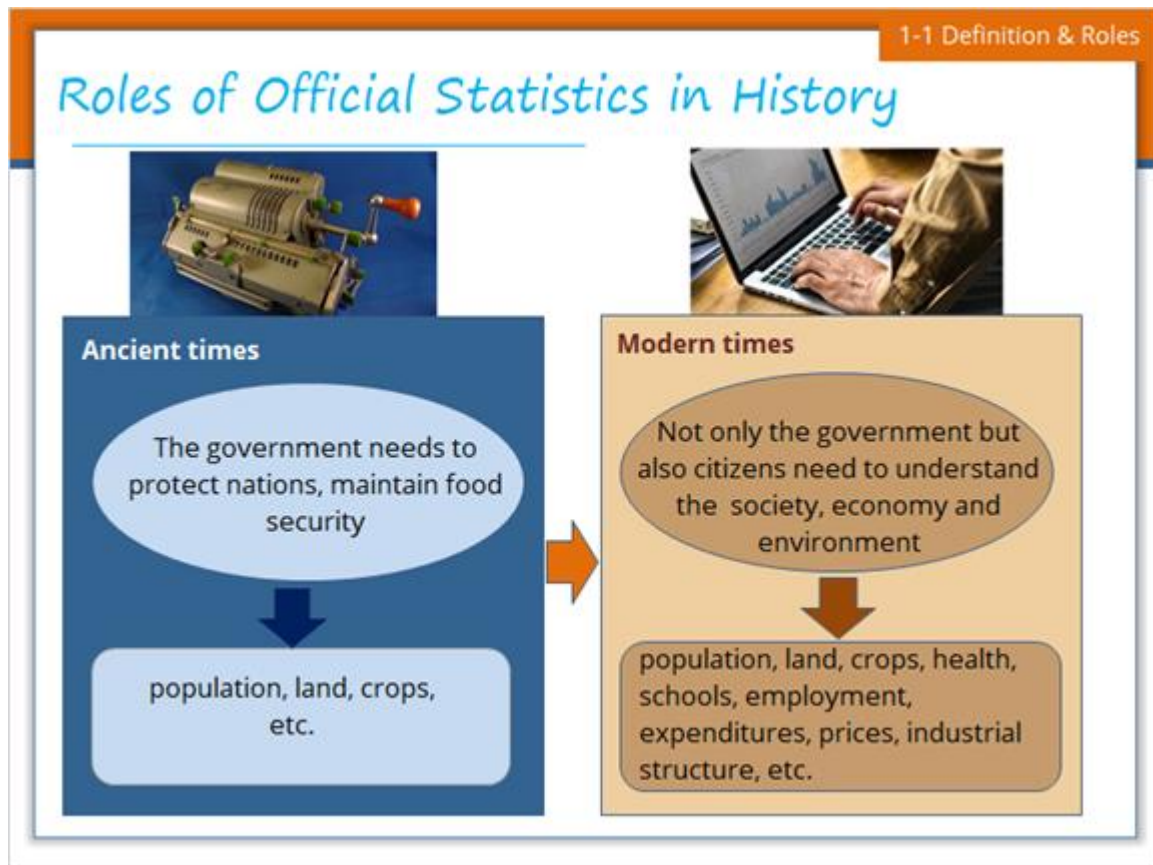 1-1 Definition & Roles
Roles of Official Statistics in History
Ancient times
The government needs to
protect nations, maintain food
security
population, land, crops,
etc.
Modern times
Not only the government but
also citizens need to understand
the society, economy and
environment
population, land, crops, health,
schools, employment,
expenditures, prices, industrial
structure, etc.